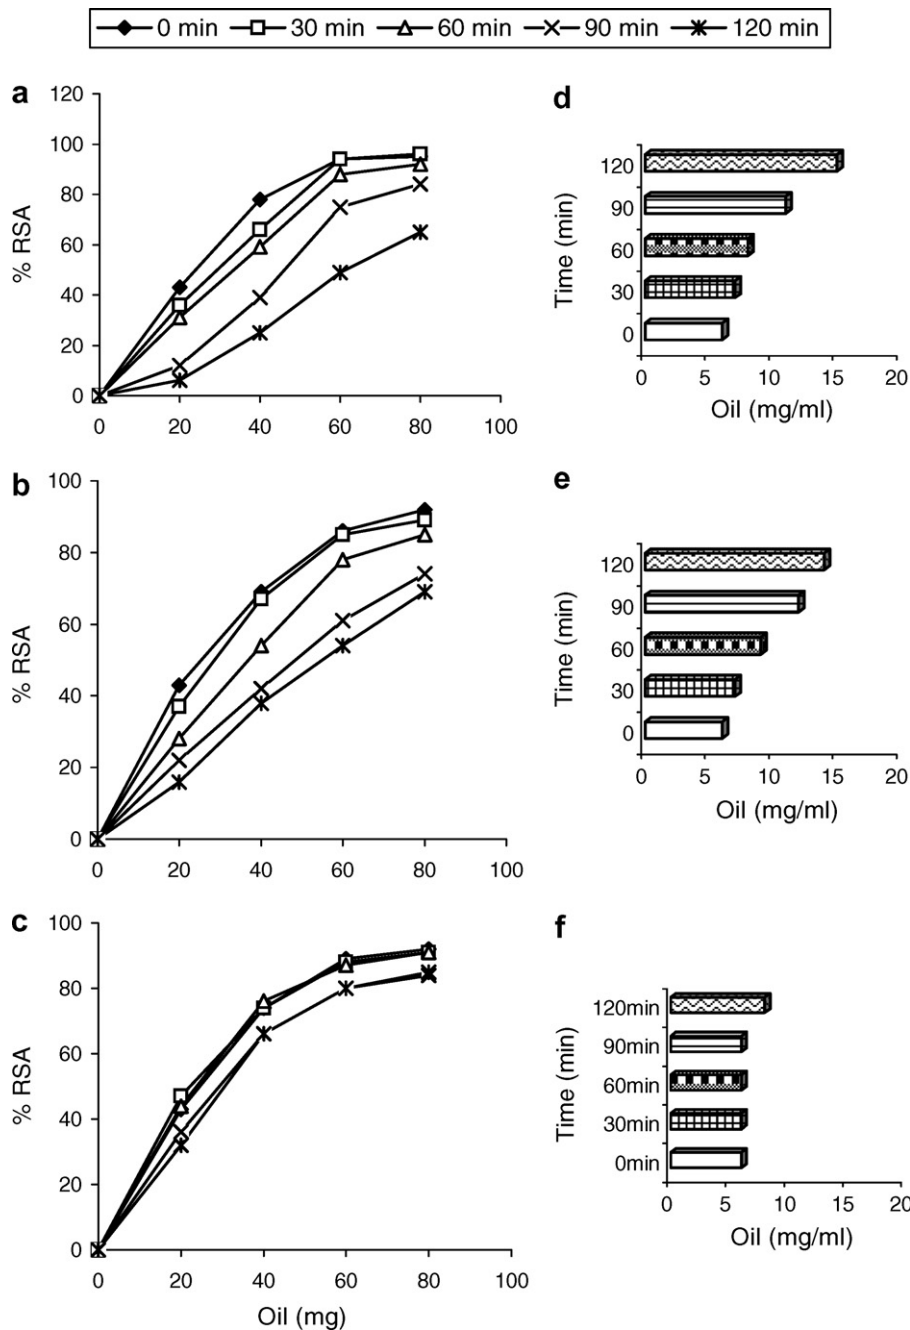 0 min 30 min 60 min 90 min 120 min
a
120
100
80
60
40
20
0
% RSA
0 20 40 60 80 100
d
120
90
60
30
0
Time (min)
0 5 10 15 20
Oil (mg/ml)
b
100
80
60
40
20
0
% RSA
0 20 40 60 80 100
e
120
90
60
30
0
Time (min)
0 5 10 15 20
Oil (mg/ml)
c
100
80
60
40
20
0
% RSA
0 20 40 60 80 100
Oil (mg)
f
120min
90min
60min
30min
0min
Time (min)
0 5 10 15 20
Oil (mg/ml)